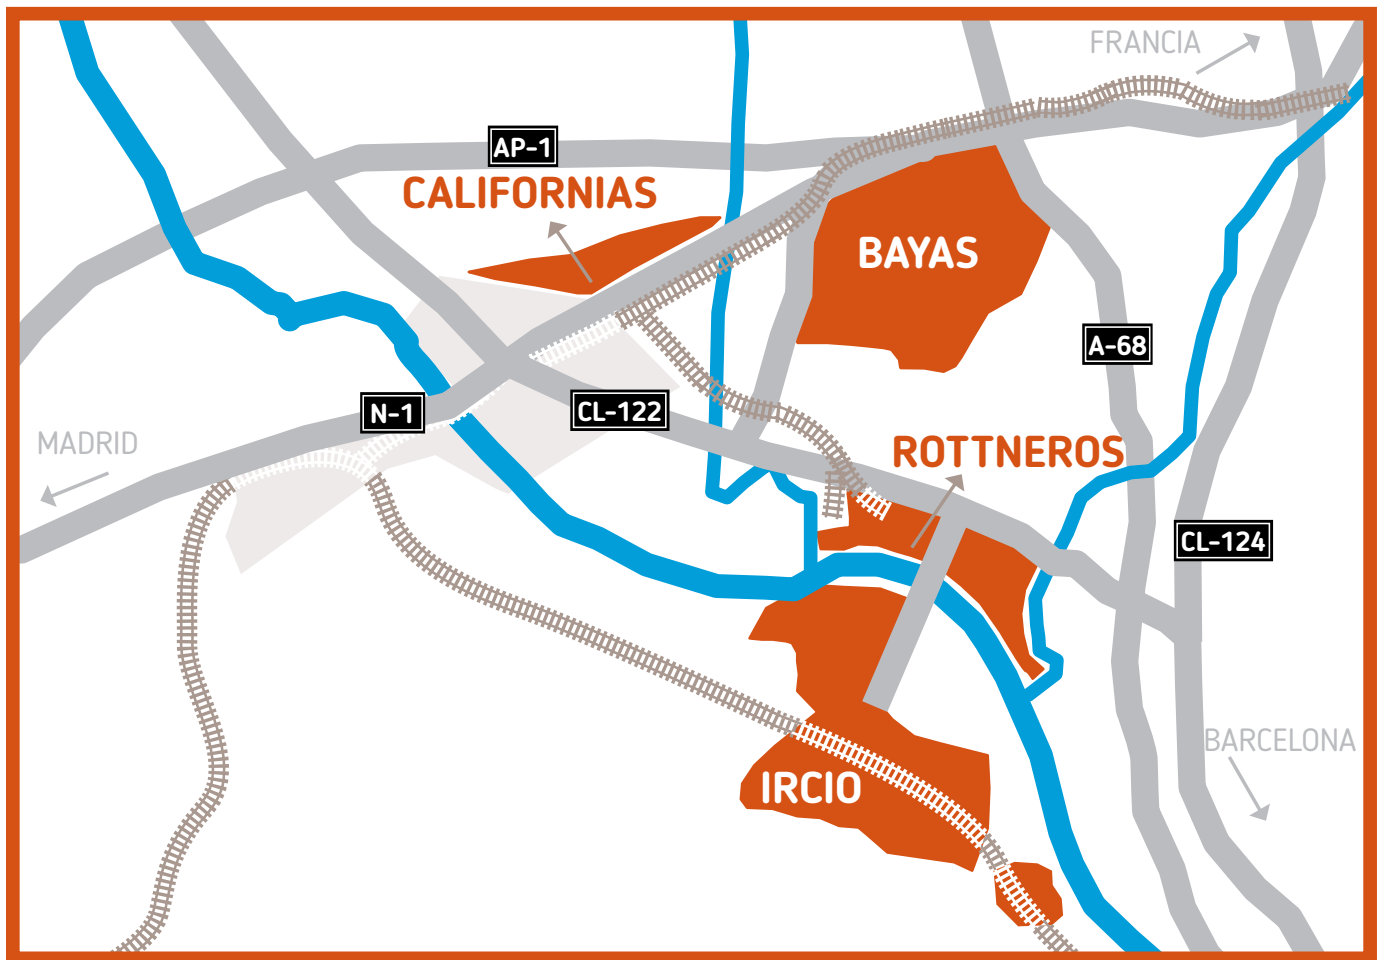 FRANCIA
AP-1
CALIFORNIAS
BAYAS
A-68
N-1
CL-122
MADRID
ROTTNEROS
CL-124
BARCELONA
IRCIO